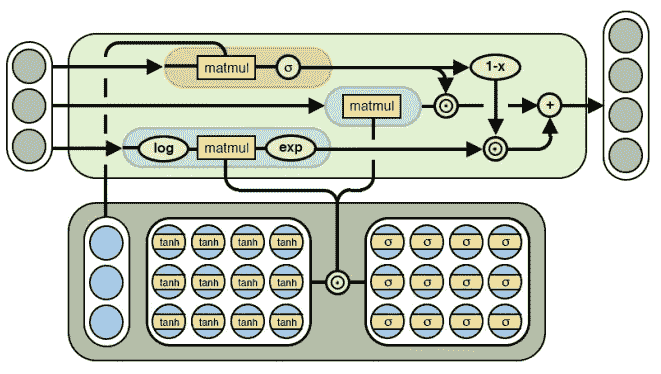 matmul σ 1-x
matmul ⊙ +
log matmul exp ⊙
tanh tanh tanh tanh σ σ σ σ
tanh tanh tanh tanh ⊙ σ σ σ σ
tanh tanh tanh tanh σ σ σ σ